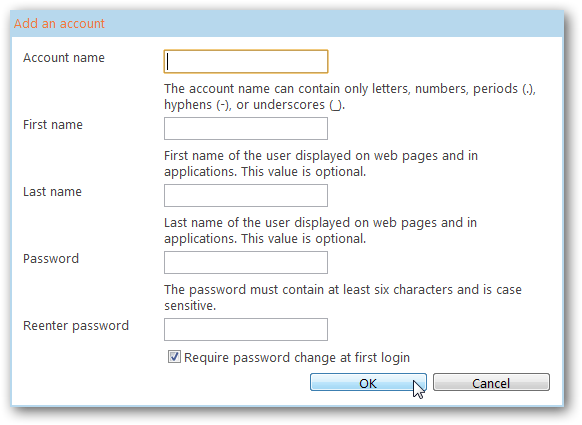 Add an account
Account name
The account name can contain only letters, numbers, periods (.),
hyphens (-), or underscores (_).
First name
First name of the user displayed on web pages and in
applications. This value is optional.
Last name
Last name of the user displayed on web pages and in
applications. This value is optional.
Password
The password must contain at least six characters and is case
sensitive.
Reenter password
Require password change at first login
OK
Cancel